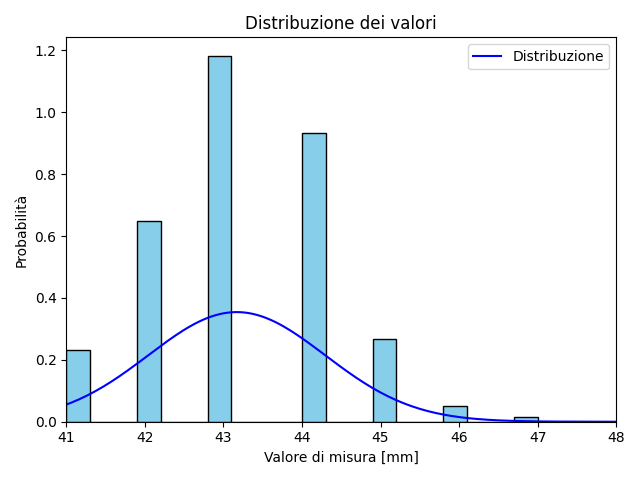 Distribuzione dei valori
Distribuzione
1.2
1.0
0.8
0.6
0.4
0.2
0.0
Probabilità
41 42 43 44 45 46 47 48
Valore di misura [mm]